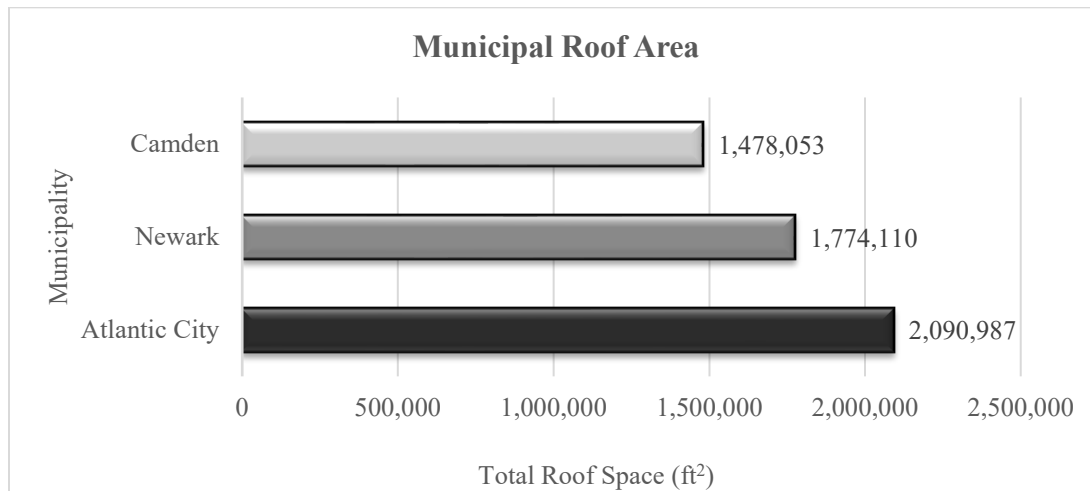 Municipal Roof Area
Municipality
Camden
1,478,053
Newark
1,774,110
Atlantic City
2,090,987
0 500,000 1,000,000 1,500,000 2,000,000 2,500,000
Total Roof Space (ft²)